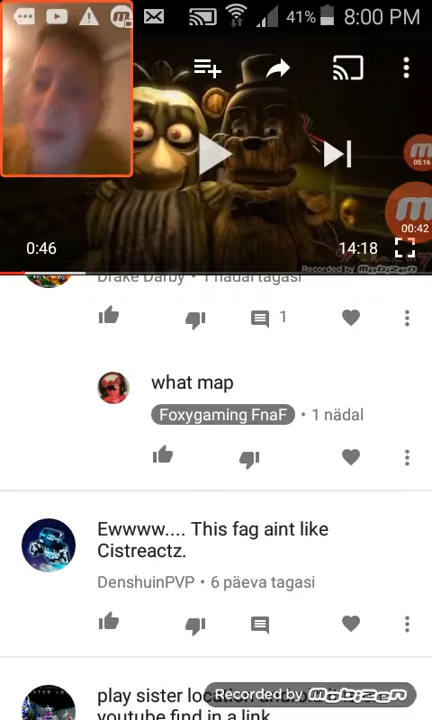 41% 8:00 PM
05:16
00:42
0:46 14:18
Recorded by MOBIZEN
Drake Darby • 1 nädal tagasi
1
what map
Foxygaming FnaF • 1 nädal
Ewwww.... This fag aint like
Cistreactz.
DenshuinPVP • 6 päeva tagasi
play sister location android
youtube find in a link
Recorded by MOBIZEN